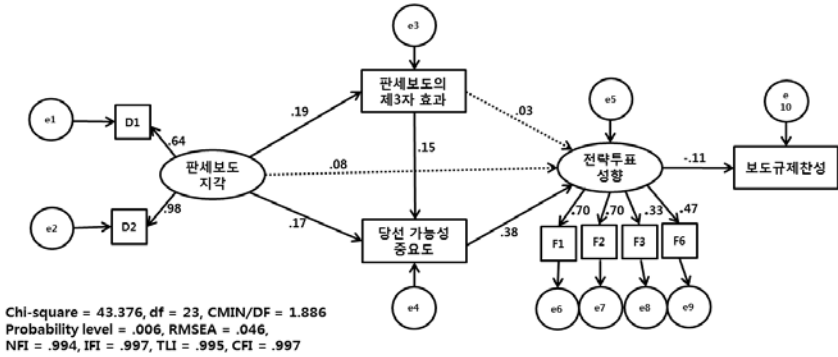 e3
판세보도의
제3자 효과
e1
D1
.64
.19
.03
e5
e
10
판세보도
지각
.08
.15
전략투표
성향
-.11
보도규제찬성
e2
D2
.98
.17
당선 가능성
중요도
.38
.70
.70
.33
.47
F1
F2
F3
F6
e4
e6
e7
e8
e9
Chi-square = 43.376, df = 23, CMIN/DF = 1.886
Probability level = .006, RMSEA = .046,
NFI = .994, IFI = .997, TLI = .995, CFI = .997